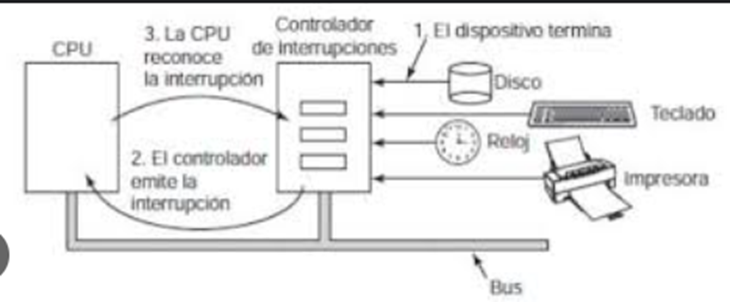 CPU
3. La CPU
reconoce
la interrupción
Controlador
de interrupciones
1. El dispositivo termina
Disco
Teclado
Reloj
Impresora
2. El controlador
emite la
interrupción
Bus